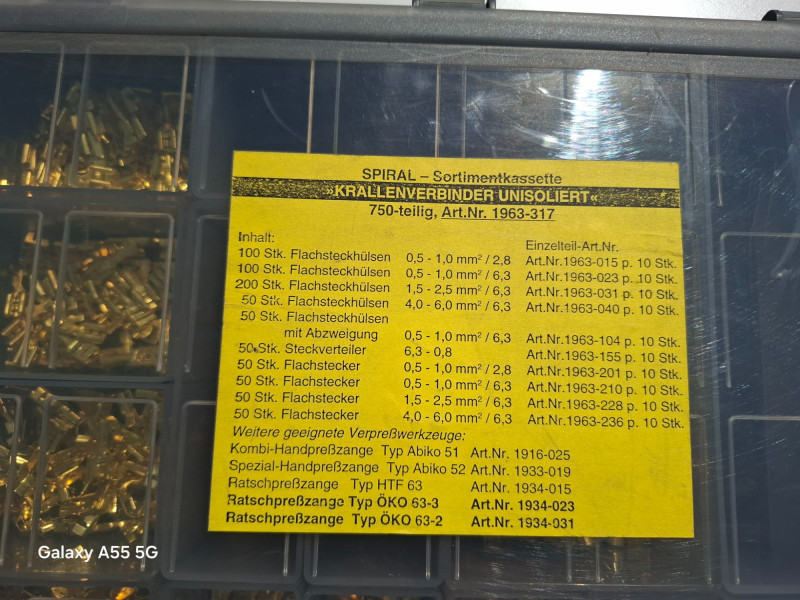 SPIRAL – Sortimentkassette
»KRALLENVERBINDER UNISOLIERT«
750-teilig, Art.Nr. 1963-317
Inhalt: Einzelteil-Art.Nr.
100 Stk. Flachsteckhülsen 0,5 - 1,0 mm² / 2,8 Art.Nr.1963-015 p. 10 Stk.
100 Stk. Flachsteckhülsen 0,5 - 1,0 mm² / 6,3 Art.Nr.1963-023 p. 10 Stk.
200 Stk. Flachsteckhülsen 1,5 - 2,5 mm² / 6,3 Art.Nr.1963-031 p. 10 Stk.
50 Stk. Flachsteckhülsen 4,0 - 6,0 mm² / 6,3 Art.Nr.1963-040 p. 10 Stk.
50 Stk. Flachsteckhülsen
mit Abzweigung 0,5 - 1,0 mm² / 6,3 Art.Nr.1963-104 p. 10 Stk.
50 Stk. Steckverteiler 6,3 - 0,8 Art.Nr.1963-155 p. 10 Stk.
50 Stk. Flachstecker 0,5 - 1,0 mm² / 2,8 Art.Nr.1963-201 p. 10 Stk.
50 Stk. Flachstecker 0,5 - 1,0 mm² / 6,3 Art.Nr.1963-210 p. 10 Stk.
50 Stk. Flachstecker 1,5 - 2,5 mm² / 6,3 Art.Nr.1963-228 p. 10 Stk.
50 Stk. Flachstecker 4,0 - 6,0 mm² / 6,3 Art.Nr.1963-236 p. 10 Stk.
Weitere geeignete Verpreßwerkzeuge:
Kombi-Handpreßzange Typ Abiko 51 Art.Nr. 1916-025
Spezial-Handpreßzange Typ Abiko 52 Art.Nr. 1933-019
Ratschpreßzange Typ HTF 63 Art.Nr. 1934-015
Ratschpreßzange Typ ÖKO 63-3 Art.Nr. 1934-023
Ratschpreßzange Typ ÖKO 63-2 Art.Nr. 1934-031
Galaxy A55 5G